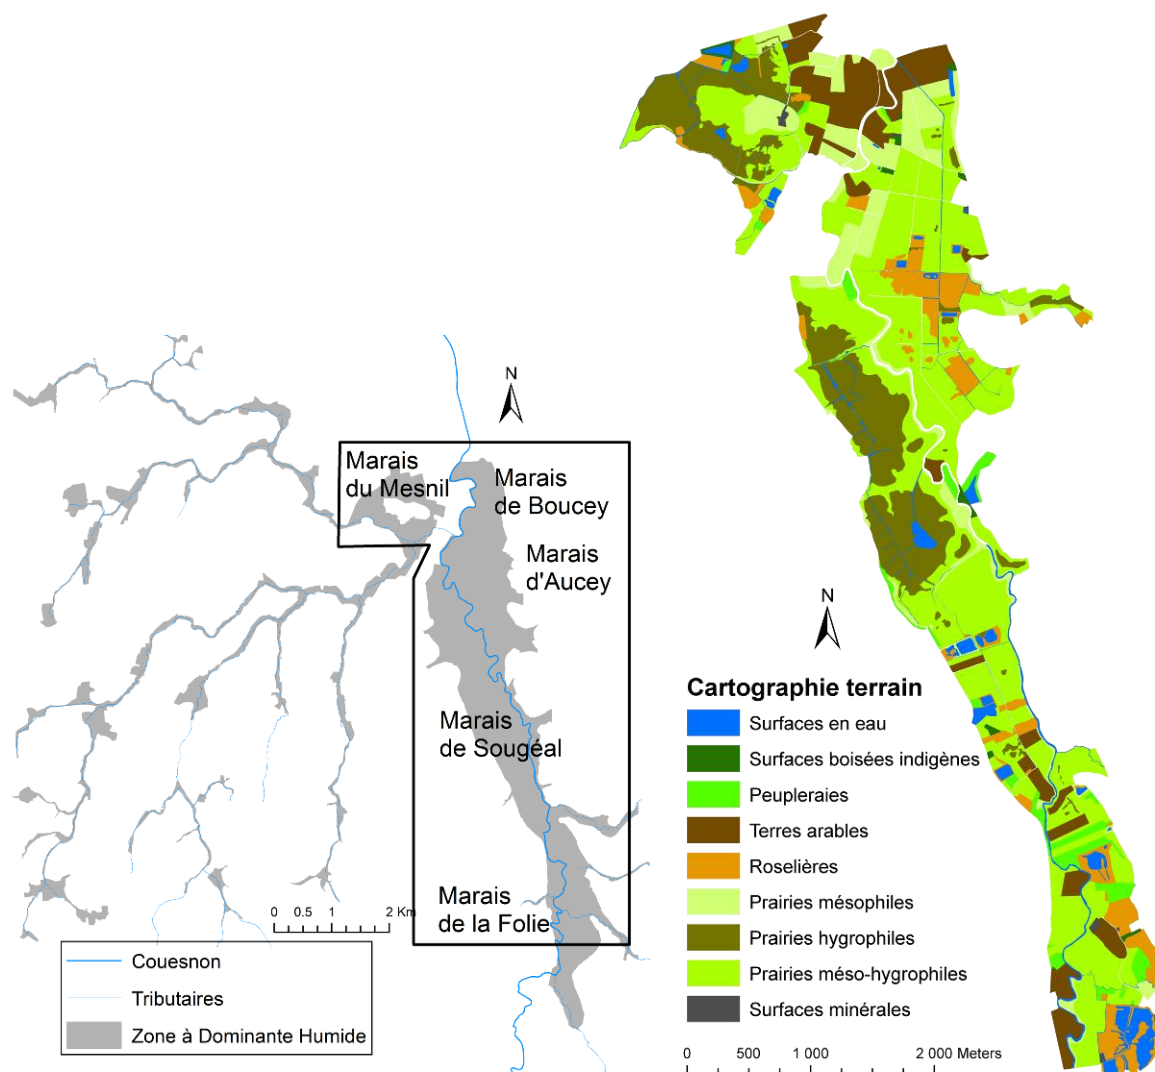 N
Marais
du Mesnil
Marais
de Boucey
Marais
d'Aucey
Marais
de Sougéal
Marais
de la Folie
0 0.5 1 2 Km
Couesnon
Tributaires
Zone à Dominante Humide
N
Cartographie terrain
Surfaces en eau
Surfaces boisées indigènes
Peupleraies
Terres arables
Roselières
Prairies mésophiles
Prairies hygrophiles
Prairies méso-hygrophiles
Surfaces minérales
0 500 1 000 2 000 Meters